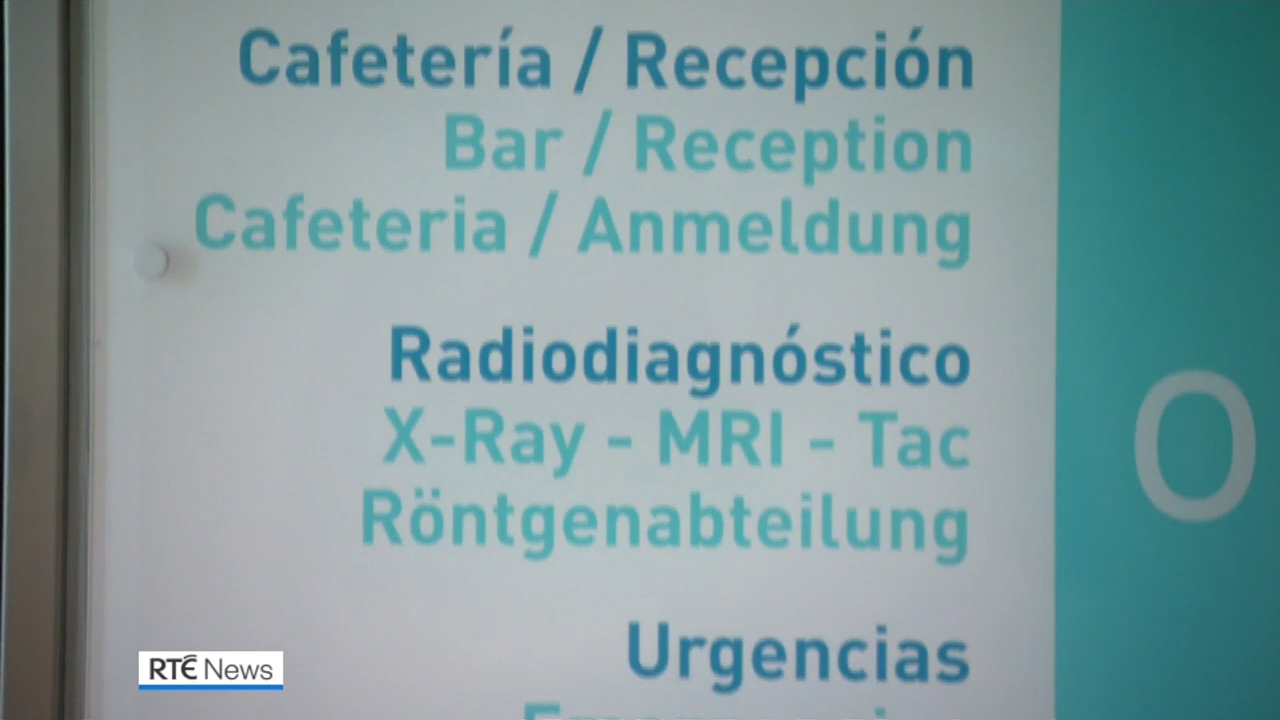 Cafetería / Recepción
Bar / Reception
Cafeteria / Anmeldung
Radiodiagnóstico
X-Ray - MRI - Tac
Röntgenabteilung
O
Urgencias
RTÉ News